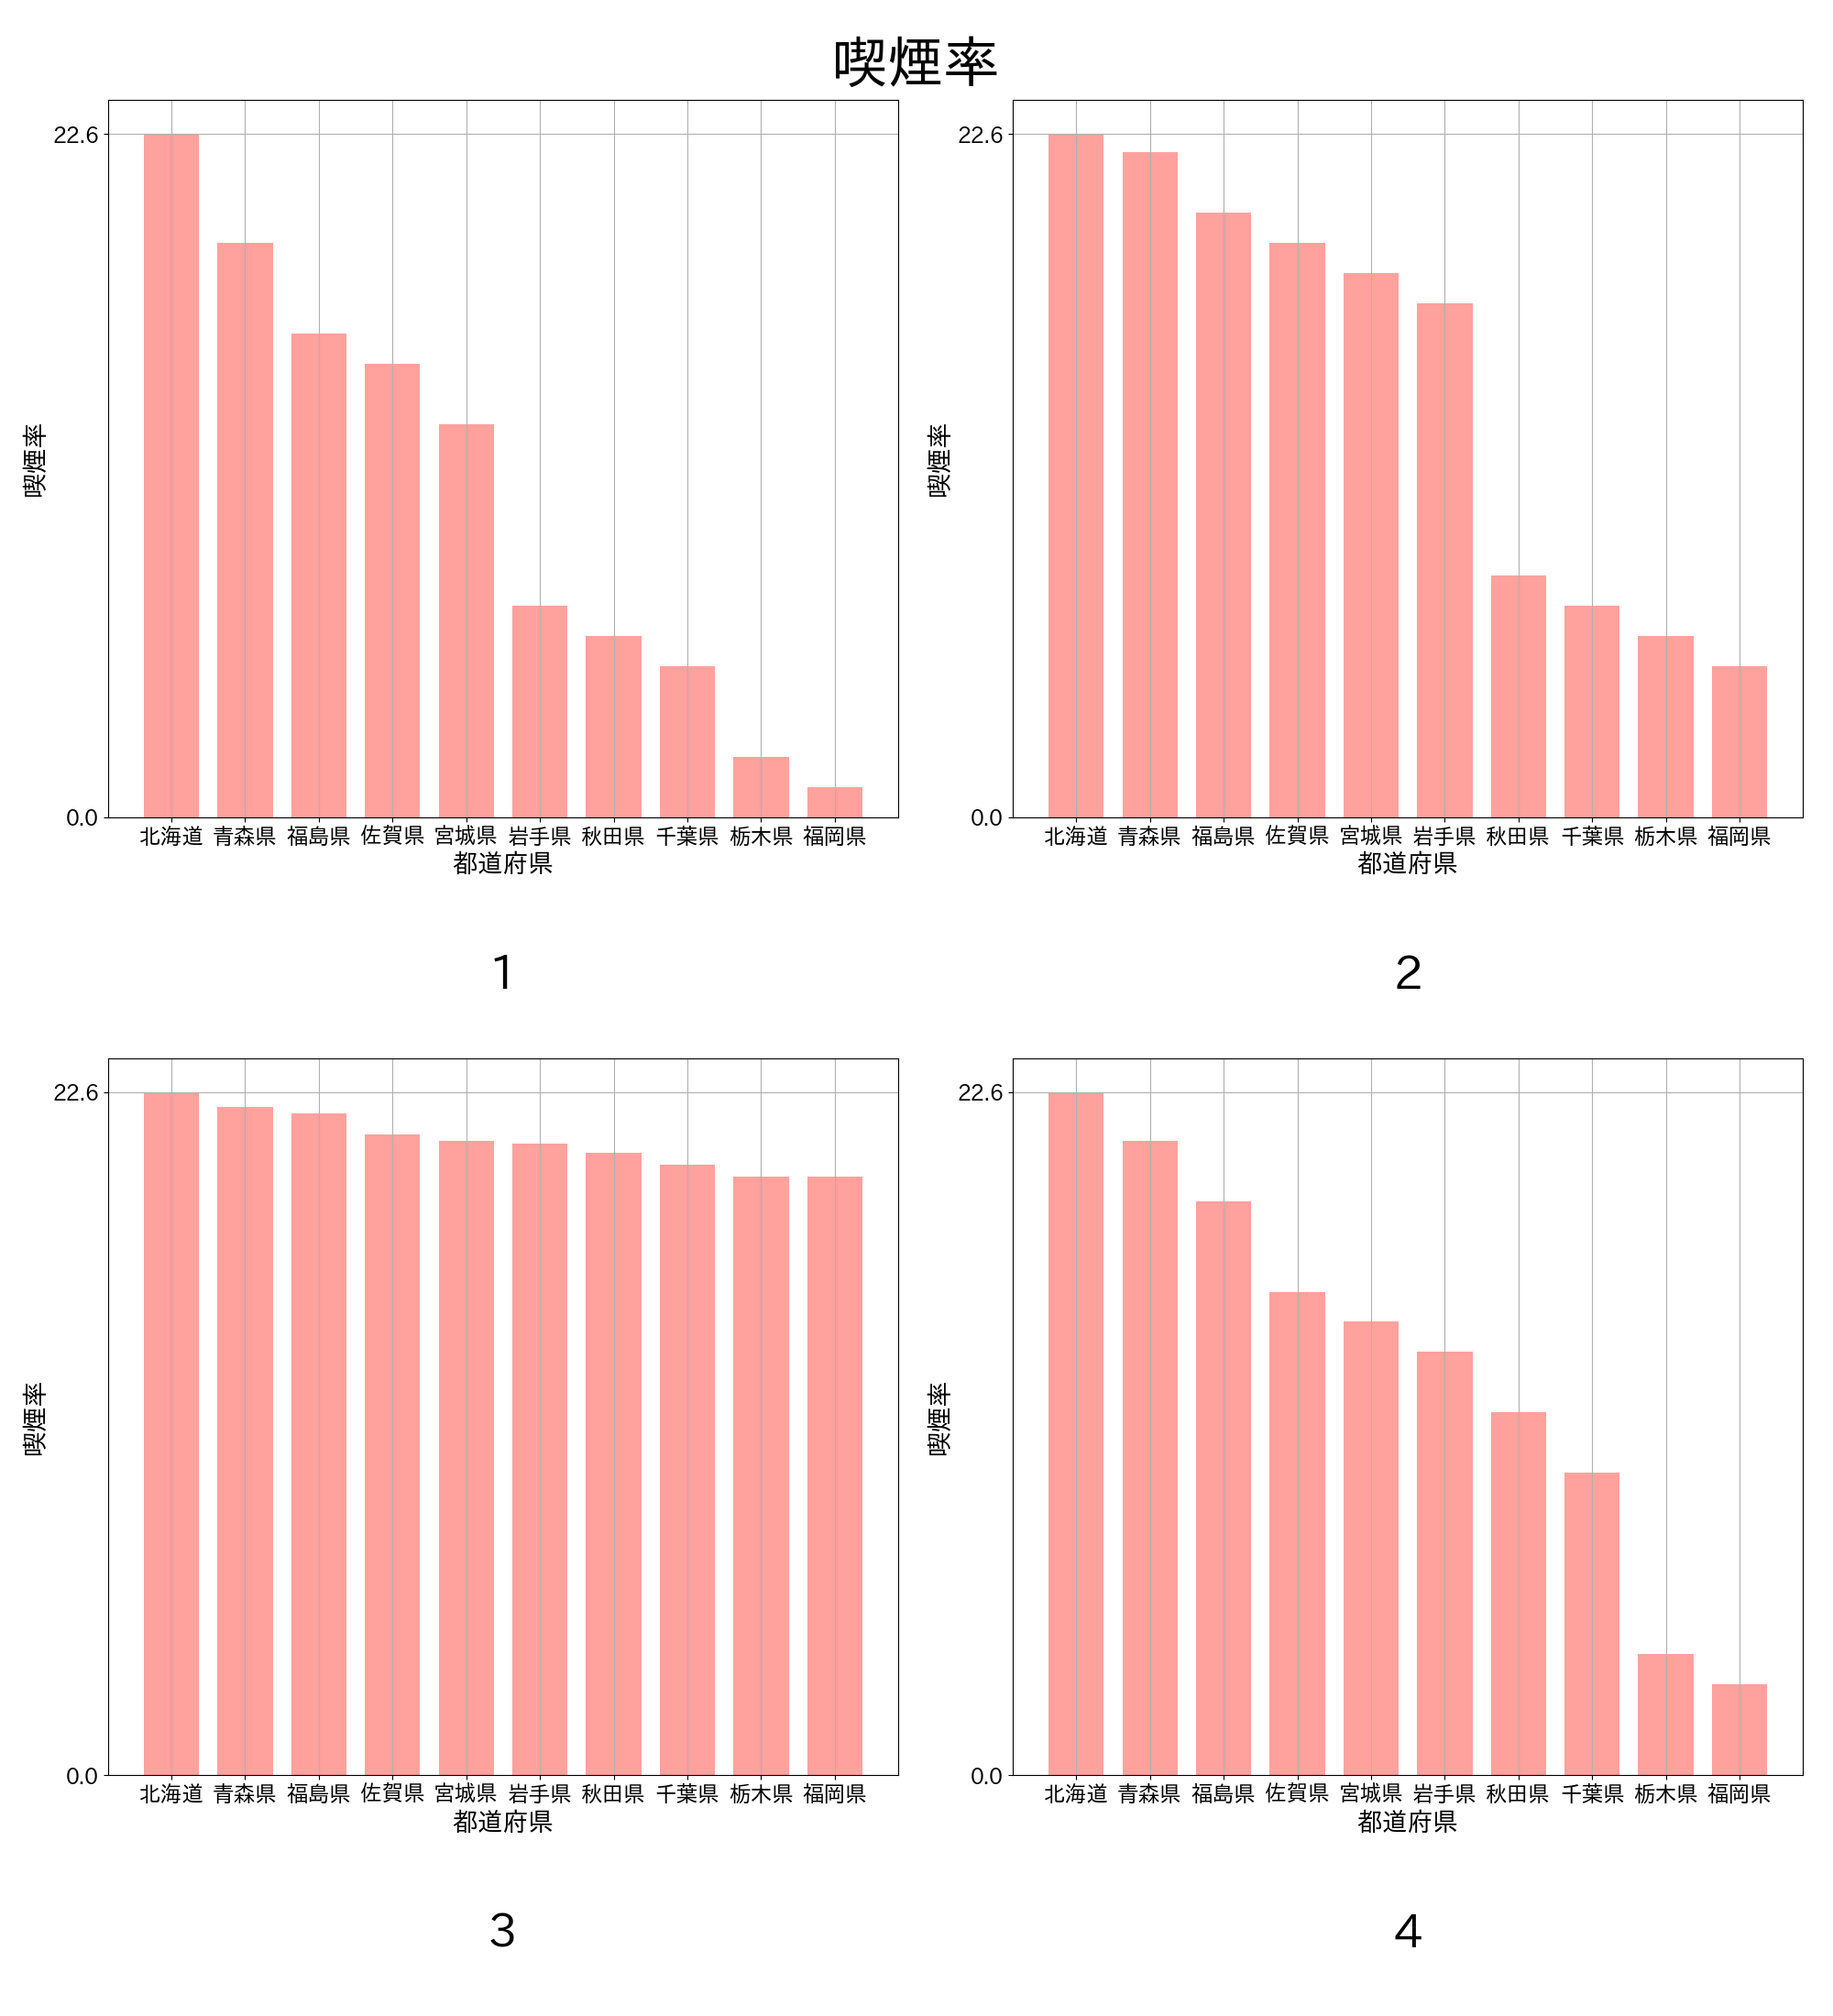 喫煙率
22.6
0.0
喫煙率
北海道 青森県 福島県 佐賀県 宮城県 岩手県 秋田県 千葉県 栃木県 福岡県
都道府県
1
22.6
0.0
喫煙率
北海道 青森県 福島県 佐賀県 宮城県 岩手県 秋田県 千葉県 栃木県 福岡県
都道府県
2
22.6
0.0
喫煙率
北海道 青森県 福島県 佐賀県 宮城県 岩手県 秋田県 千葉県 栃木県 福岡県
都道府県
3
22.6
0.0
喫煙率
北海道 青森県 福島県 佐賀県 宮城県 岩手県 秋田県 千葉県 栃木県 福岡県
都道府県
4